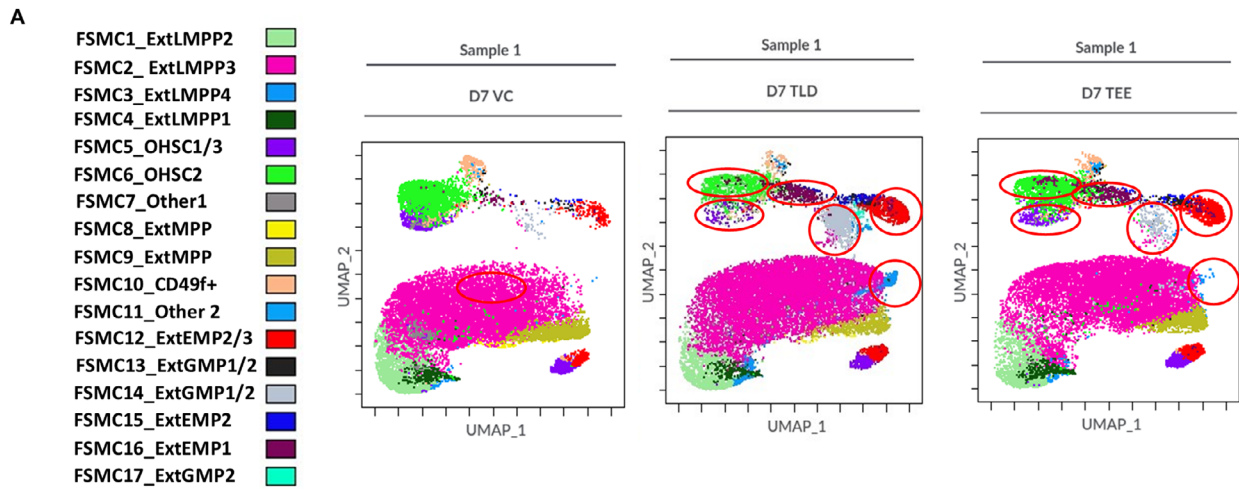 A
FSMC1_ExtLMPP2
FSMC2_ ExtLMPP3
FSMC3_ExtLMPP4
FSMC4_ExtLMPP1
FSMC5_OHSC1/3
FSMC6_OHSC2
FSMC7_Other1
FSMC8_ExtMPP
FSMC9_ExtMPP
FSMC10_CD49f+
FSMC11_Other 2
FSMC12_ExtEMP2/3
FSMC13_ExtGMP1/2
FSMC14_ExtGMP1/2
FSMC15_ExtEMP2
FSMC16_ExtEMP1
FSMC17_ExtGMP2
Sample 1
D7 VC
UMAP_2
UMAP_1
Sample 1
D7 TLD
UMAP_2
UMAP_1
Sample 1
D7 TEE
UMAP_2
UMAP_1